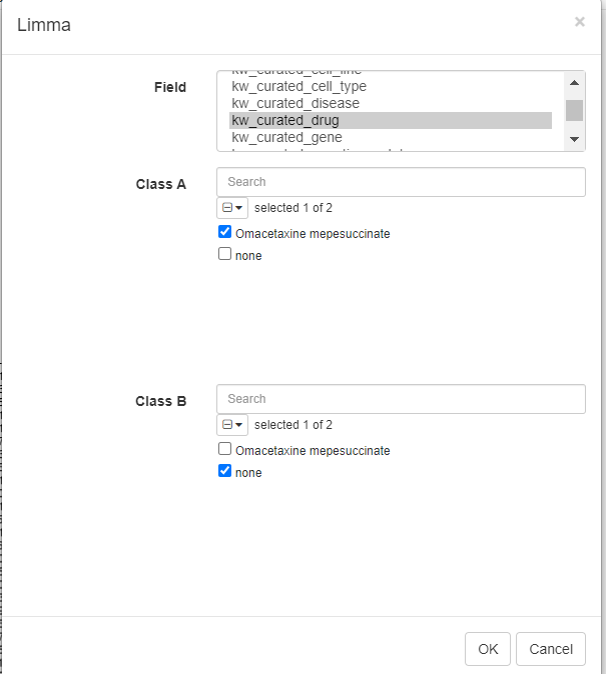 Limma
×
Field
kw_curated_cell_line
kw_curated_cell_type
kw_curated_disease
kw_curated_drug
kw_curated_gene
Class A
Search
selected 1 of 2
Omacetaxine mepesuccinate
none
Class B
Search
selected 1 of 2
Omacetaxine mepesuccinate
none
OK Cancel